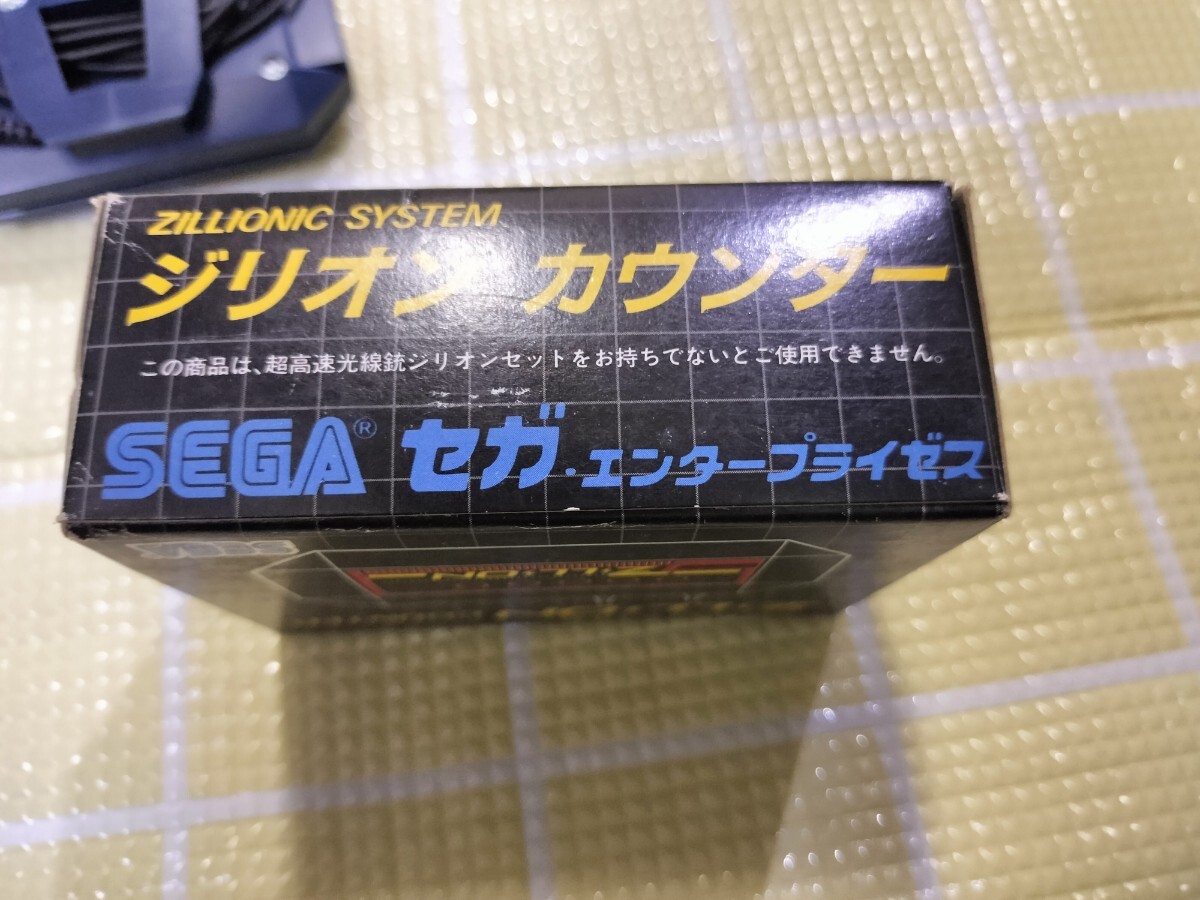 ZILLIONIC SYSTEM
ジリオン カウンター
この商品は、超高速光線銃ジリオンセットをお持ちでないとご使用できません。
SEGA® セガ・エンタープライゼス